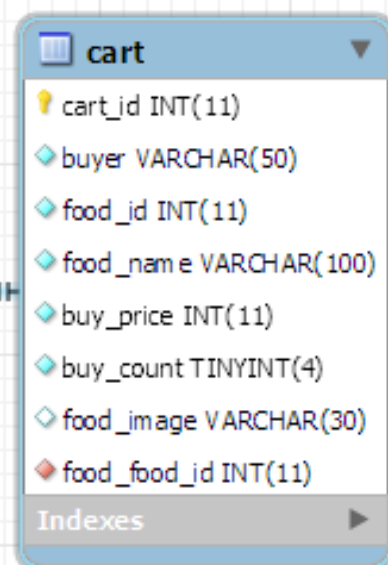 cart
cart_id INT(11)
buyer VARCHAR(50)
food_id INT(11)
food_name VARCHAR(100)
buy_price INT(11)
buy_count TINYINT(4)
food_image VARCHAR(30)
food_food_id INT(11)
Indexes